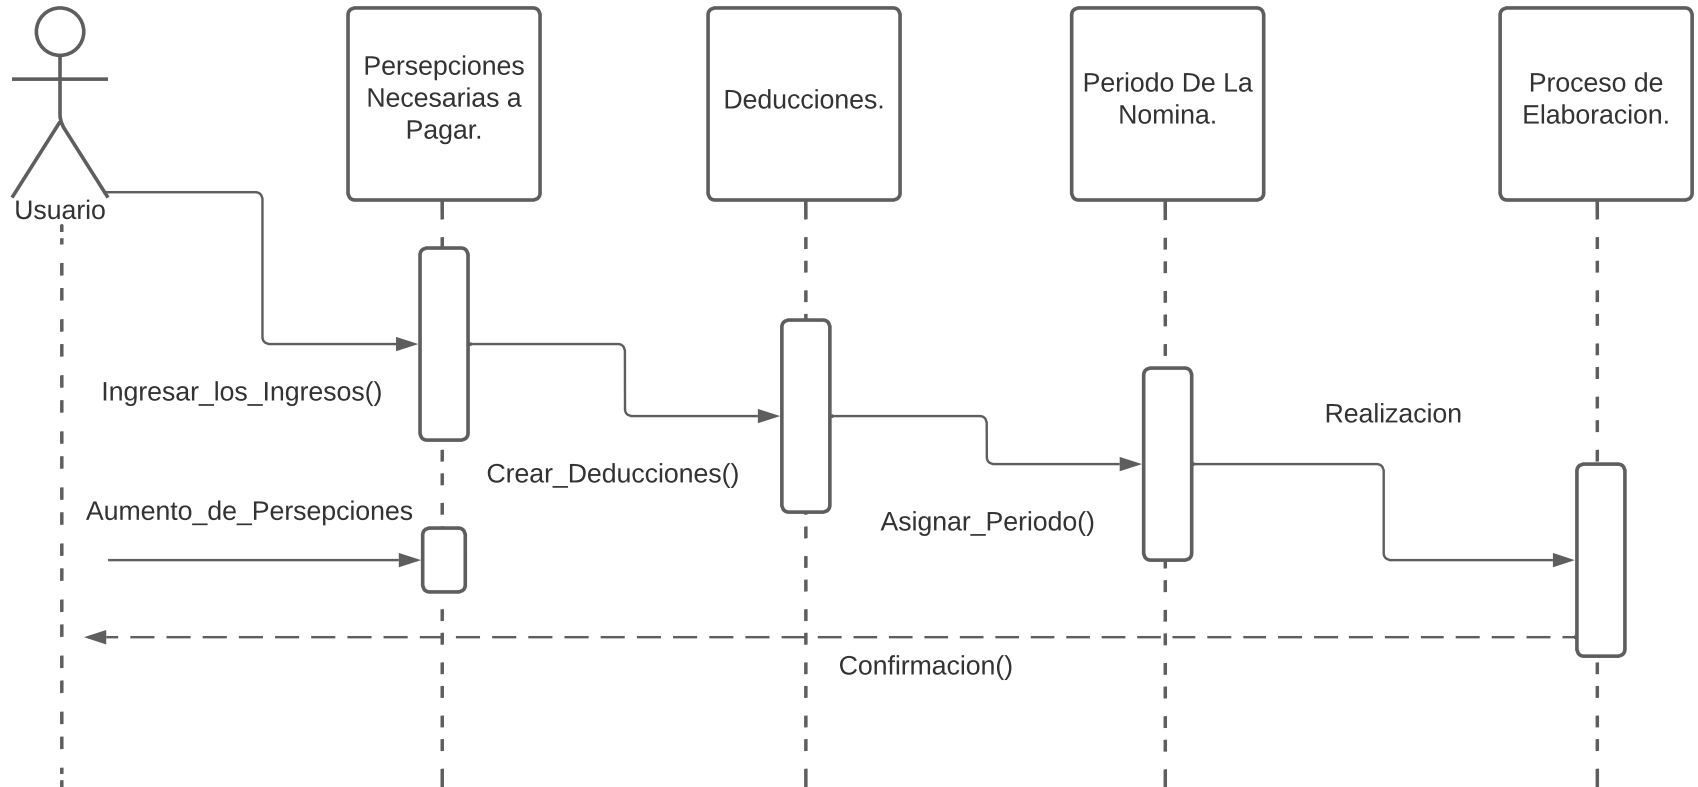 Persepciones
Necesarias a
Pagar.
Deducciones.
Periodo De La
Nomina.
Proceso de
Elaboracion.
Usuario
Ingresar_los_Ingresos()
Realizacion
Crear_Deducciones()
Aumento_de_Persepciones
Asignar_Periodo()
Confirmacion()